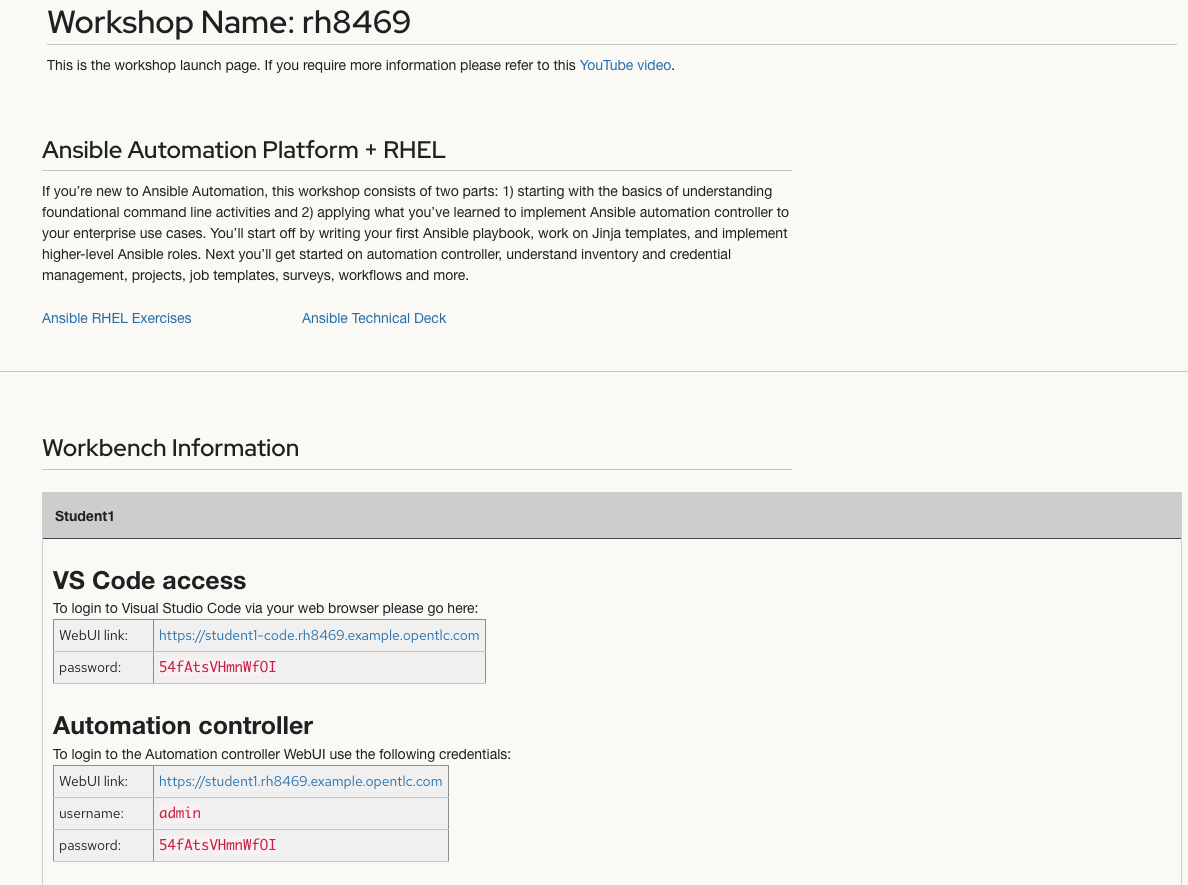 Workshop Name: rh8469
This is the workshop launch page. If you require more information please refer to this YouTube video.
Ansible Automation Platform + RHEL
If you’re new to Ansible Automation, this workshop consists of two parts: 1) starting with the basics of understanding
foundational command line activities and 2) applying what you’ve learned to implement Ansible automation controller to
your enterprise use cases. You’ll start off by writing your first Ansible playbook, work on Jinja templates, and implement
higher-level Ansible roles. Next you’ll get started on automation controller, understand inventory and credential
management, projects, job templates, surveys, workflows and more.
Ansible RHEL Exercises Ansible Technical Deck
Workbench Information
Student1
VS Code access
To login to Visual Studio Code via your web browser please go here:
WebUI link: https://student1-code.rh8469.example.opentlc.com
password: 54fAtsVHmnWfOI
Automation controller
To login to the Automation controller WebUI use the following credentials:
WebUI link: https://student1.rh8469.example.opentlc.com
username: admin
password: 54fAtsVHmnWfOI